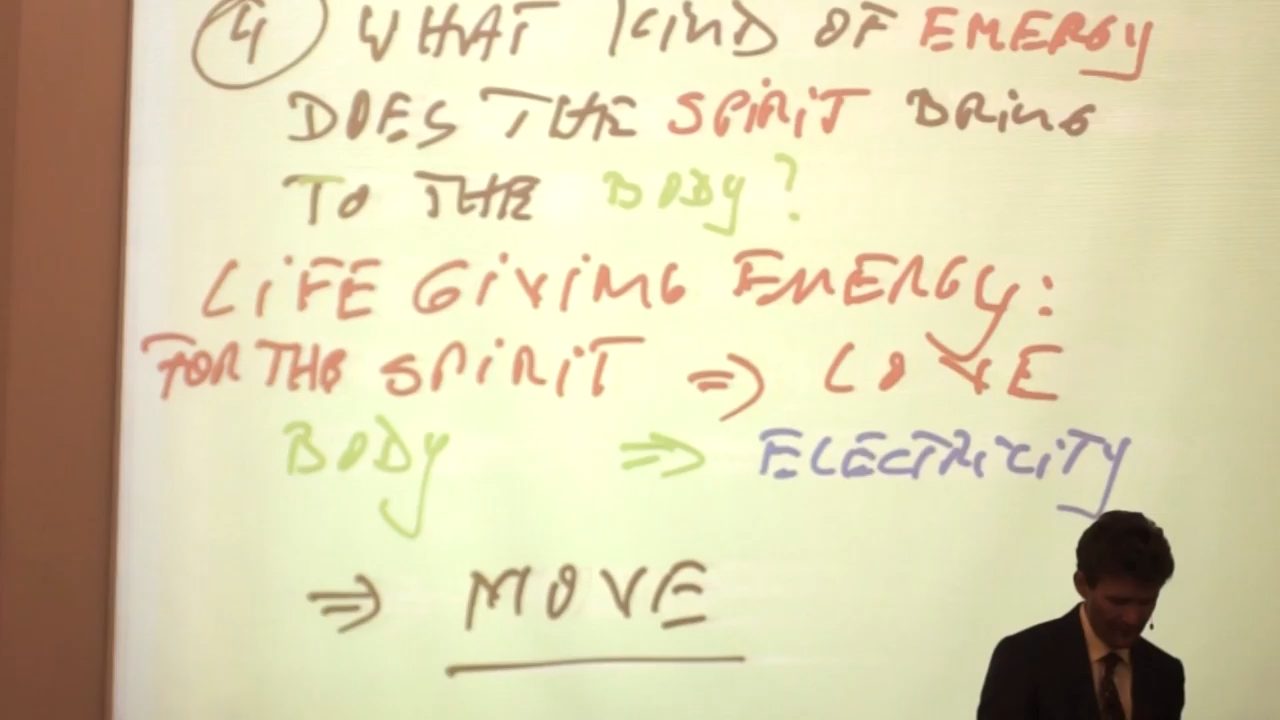 4 WHAT KIND OF ENERGY
DOES THE SPIRIT BRING
TO THE BODY?
LIFE GIVING ENERGY:
FOR THE SPIRIT ⇒ LOVE
BODY ⇒ ELECTRICITY
⇒ MOVE